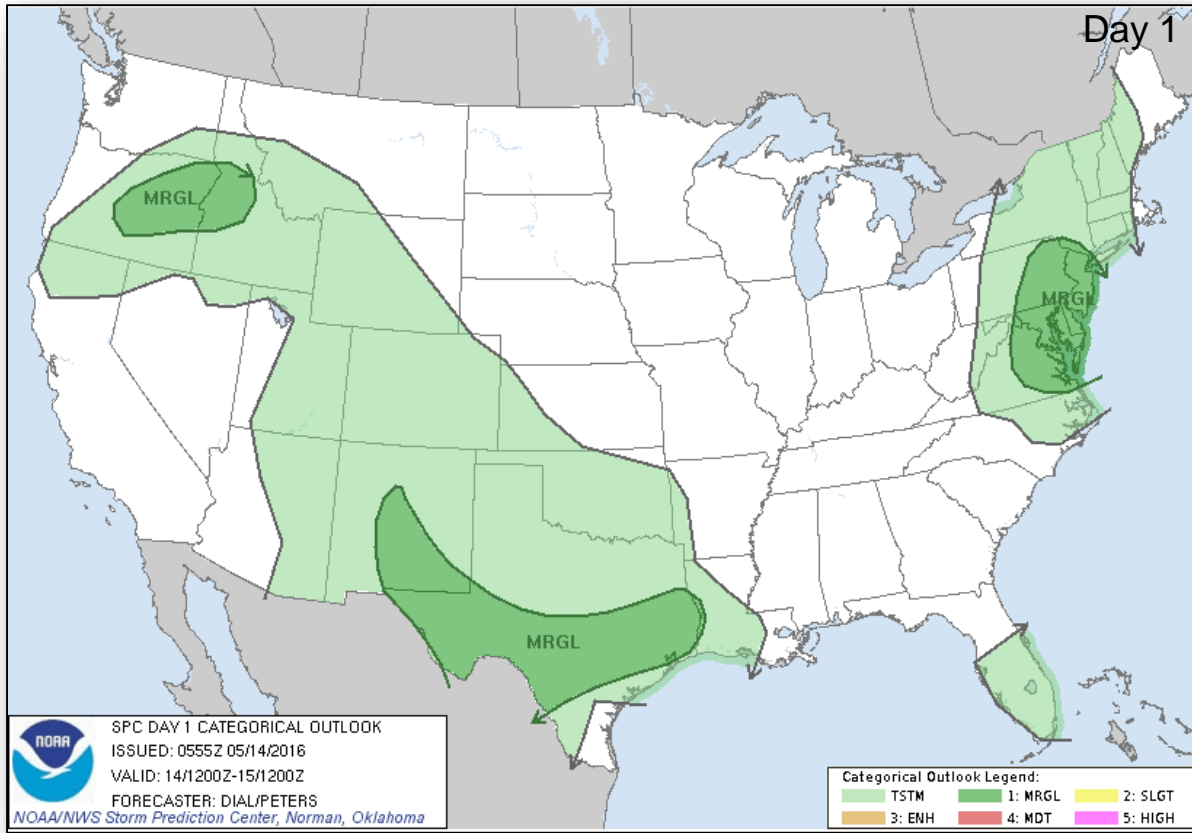 Day 1
MRGL
MRGL
MRGL
NOAA
SPC DAY 1 CATEGORICAL OUTLOOK
ISSUED: 0555Z 05/14/2016
VALID: 14/1200Z-15/1200Z
FORECASTER: DIAL/PETERS
NOAA/NWS Storm Prediction Center, Norman, Oklahoma
Categorical Outlook Legend:
TSTM 1: MRGL 2: SLGT
3: ENH 4: MDT 5: HIGH